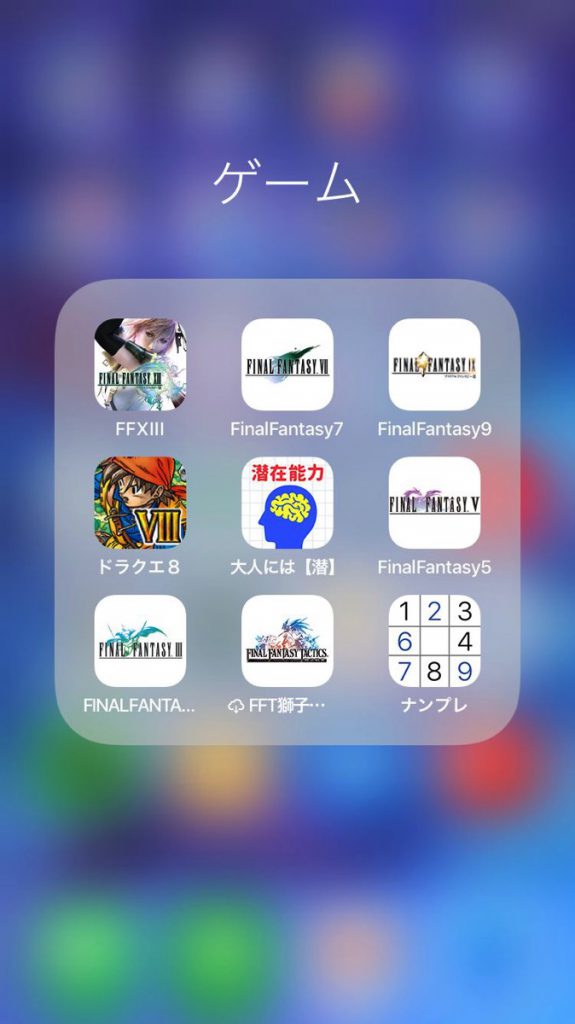 ゲーム
FINAL FANTASY XIII
FINAL FANTASY VII
FINAL FANTASY IX
FFXIII
FinalFantasy7
FinalFantasy9
VIII
潜在能力
FINAL FANTASY V
ドラクエ8
大人には【潜】
FinalFantasy5
FINAL FANTASY III
FINAL FANTASY TACTICS
1 2 3
6 4
7 8 9
FINALFANTA...
FFT獅子…
ナンプレ